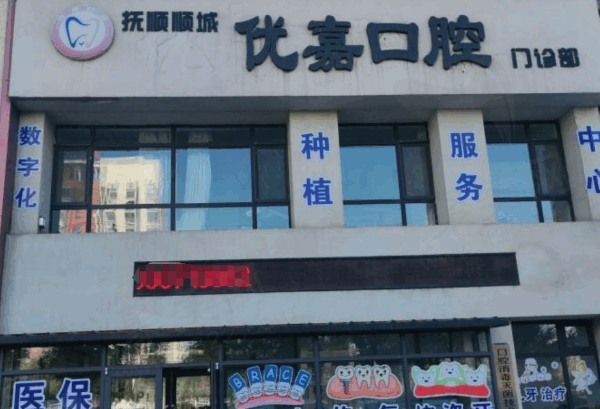 抚顺顺城
优嘉口腔
门诊部
数字化
种植
服务
中心
医保
BRACE
牙治疗